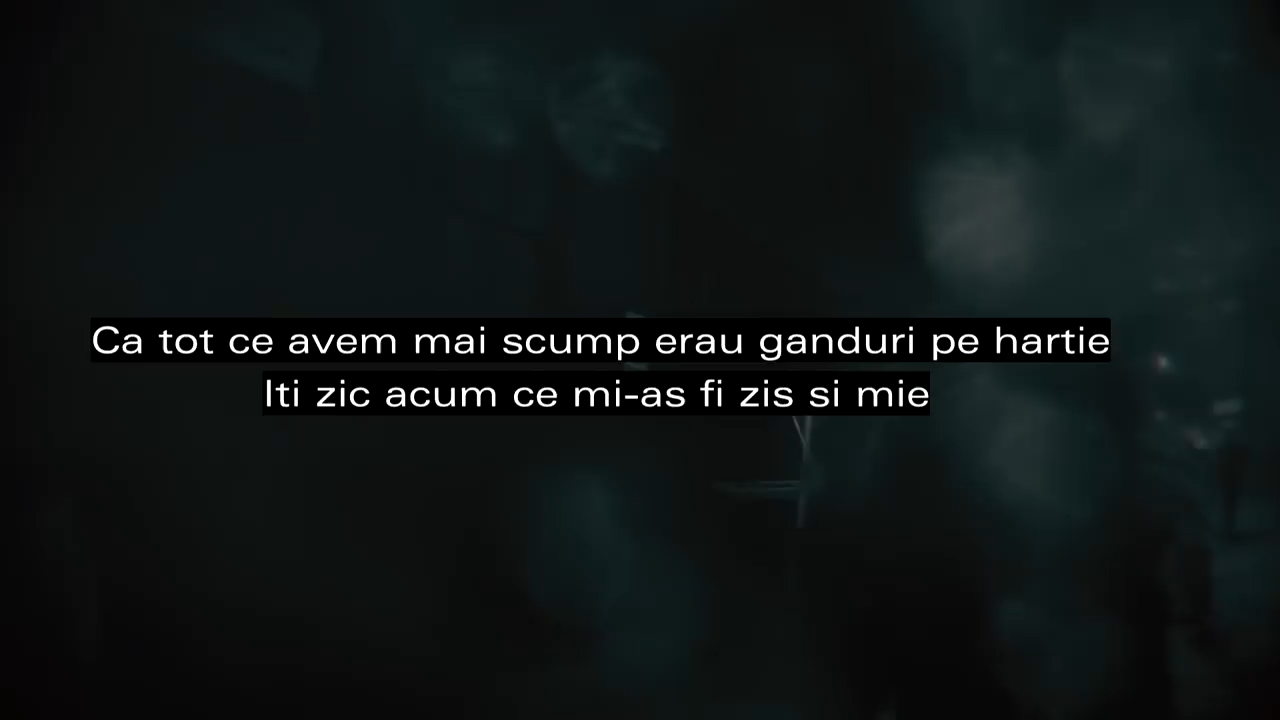 Ca tot ce avem mai scump erau ganduri pe hartie
Iti zic acum ce mi-as fi zis si mie